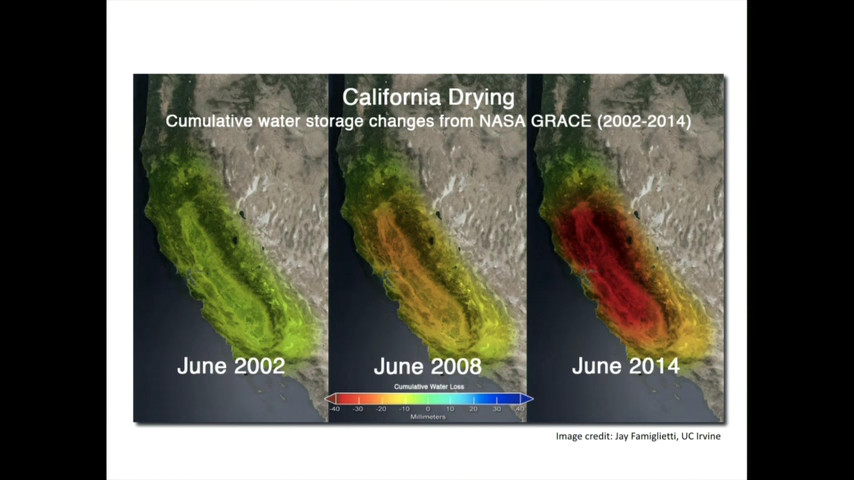 California Drying
Cumulative water storage changes from NASA GRACE (2002-2014)
June 2002
June 2008
June 2014
Cumulative Water Loss
-40 -30 -20 -10 0 10 20 30 40
Millimeters
Image credit: Jay Famiglietti, UC Irvine